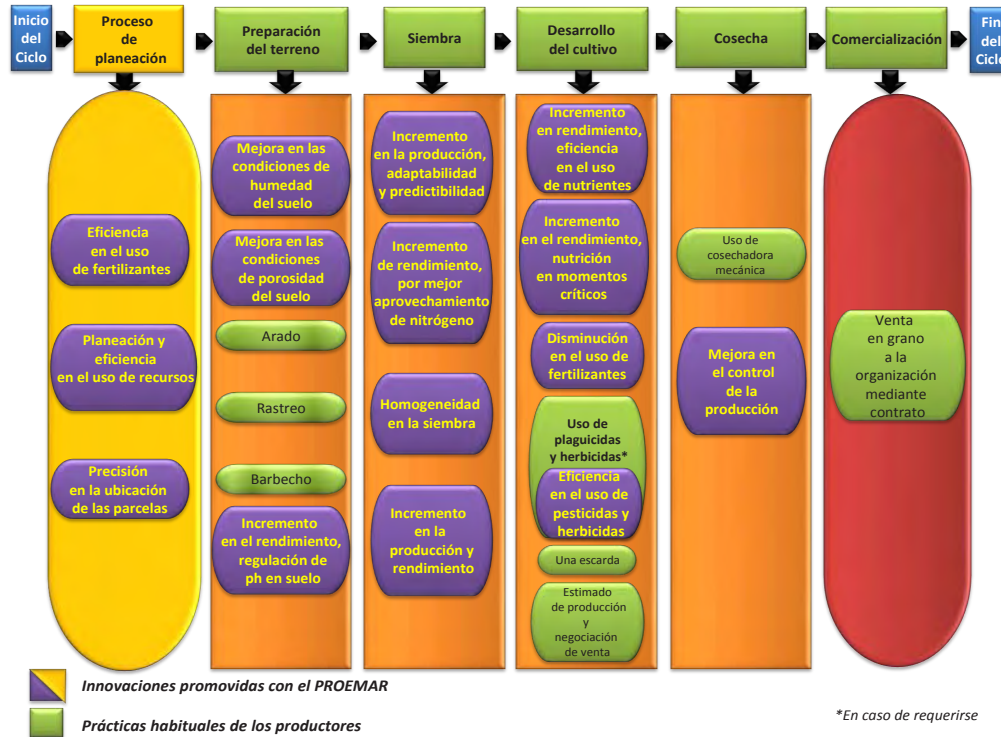 Inicio
del
Ciclo
Proceso
de
planeación
Preparación
del terreno
Siembra
Desarrollo
del cultivo
Cosecha
Comercialización
Fin
del
Ciclo
Eficiencia
en el uso
de fertilizantes
Planeación y
eficiencia
en el uso de recursos
Precisión
en la ubicación
de las parcelas
Mejora en las
condiciones de
humedad
del suelo
Mejora en las
condiciones
de porosidad
del suelo
Arado
Rastreo
Barbecho
Incremento
en el rendimiento,
regulación de
ph en suelo
Incremento
en la producción,
adaptabilidad
y predictibilidad
Incremento
de rendimiento,
por mejor
aprovechamiento
de nitrógeno
Homogeneidad
en la siembra
Incremento
en la
producción y
rendimiento
Incremento
en rendimiento,
eficiencia
en el uso
de nutrientes
Incremento
en el rendimiento,
nutrición
en momentos
críticos
Disminución
en el uso de
fertilizantes
Uso de
plaguicidas
y herbicidas*
Eficiencia
en el uso de
pesticidas y
herbicidas
Una escarda
Estimado
de producción
y
negociación
de venta
Uso de
cosechadora
mecánica
Mejora en
el control
de la
producción
Venta
en grano
a la
organización
mediante
contrato
Innovaciones promovidas con el PROEMAR
Prácticas habituales de los productores
*En caso de requerirse